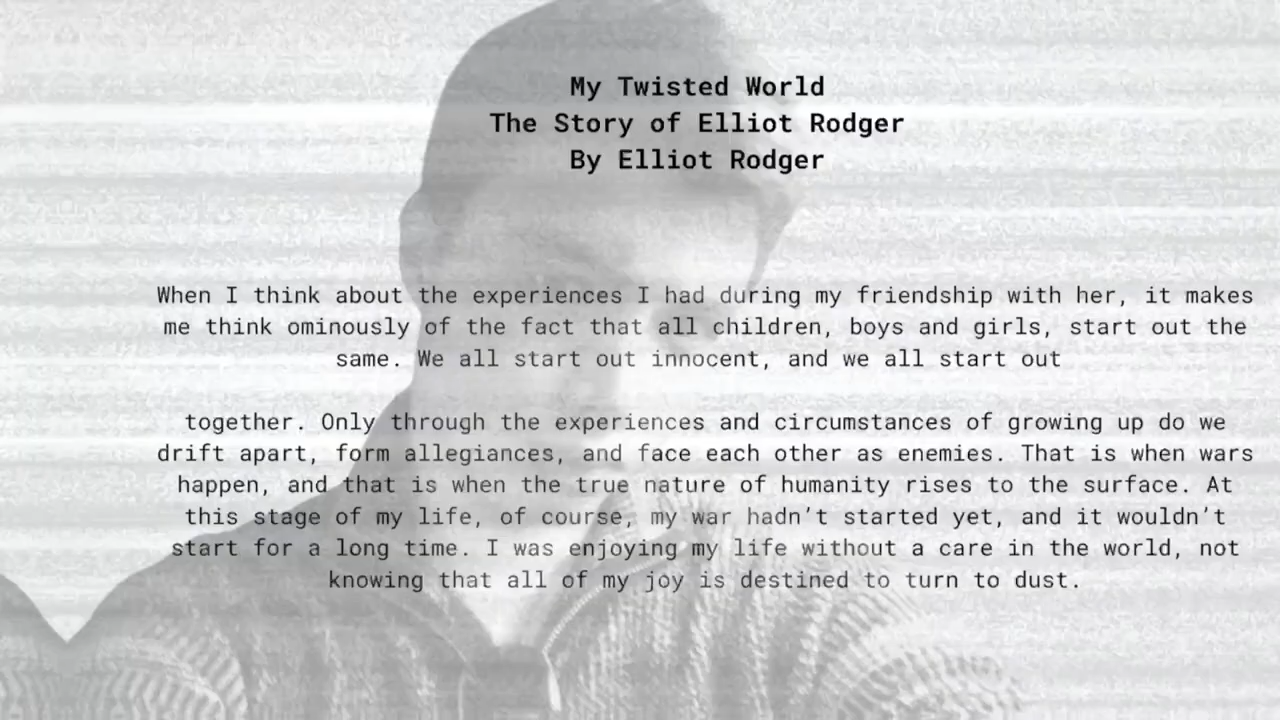 My Twisted World
The Story of Elliot Rodger
By Elliot Rodger
When I think about the experiences I had during my friendship with her, it makes
me think ominously of the fact that all children, boys and girls, start out the
same. We all start out innocent, and we all start out
together. Only through the experiences and circumstances of growing up do we
drift apart, form allegiances, and face each other as enemies. That is when wars
happen, and that is when the true nature of humanity rises to the surface. At
this stage of my life, of course, my war hadn’t started yet, and it wouldn’t
start for a long time. I was enjoying my life without a care in the world, not
knowing that all of my joy is destined to turn to dust.